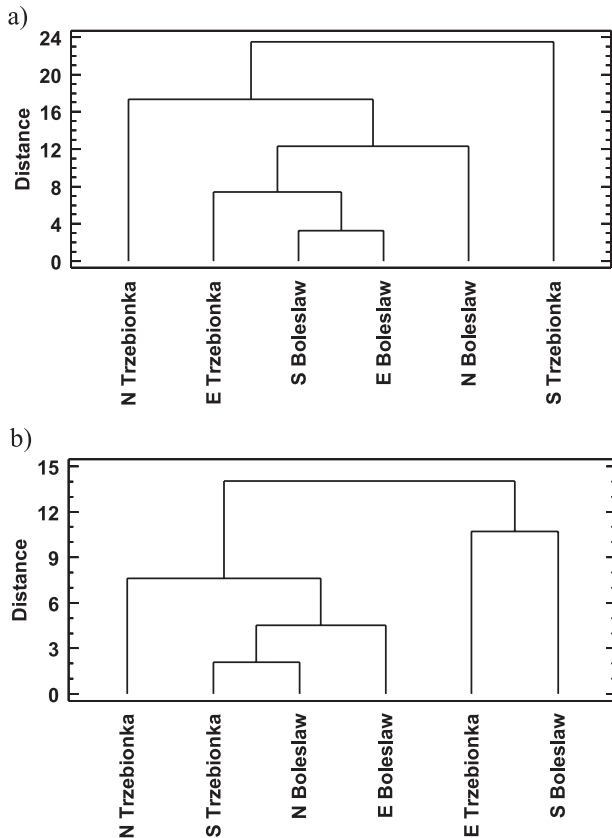 a)
24
20
16
12
8
4
0
Distance
N Trzebionka
E Trzebionka
S Boleslaw
E Boleslaw
N Boleslaw
S Trzebionka
b)
15
12
9
6
3
0
Distance
N Trzebionka
S Trzebionka
N Boleslaw
E Boleslaw
E Trzebionka
S Boleslaw